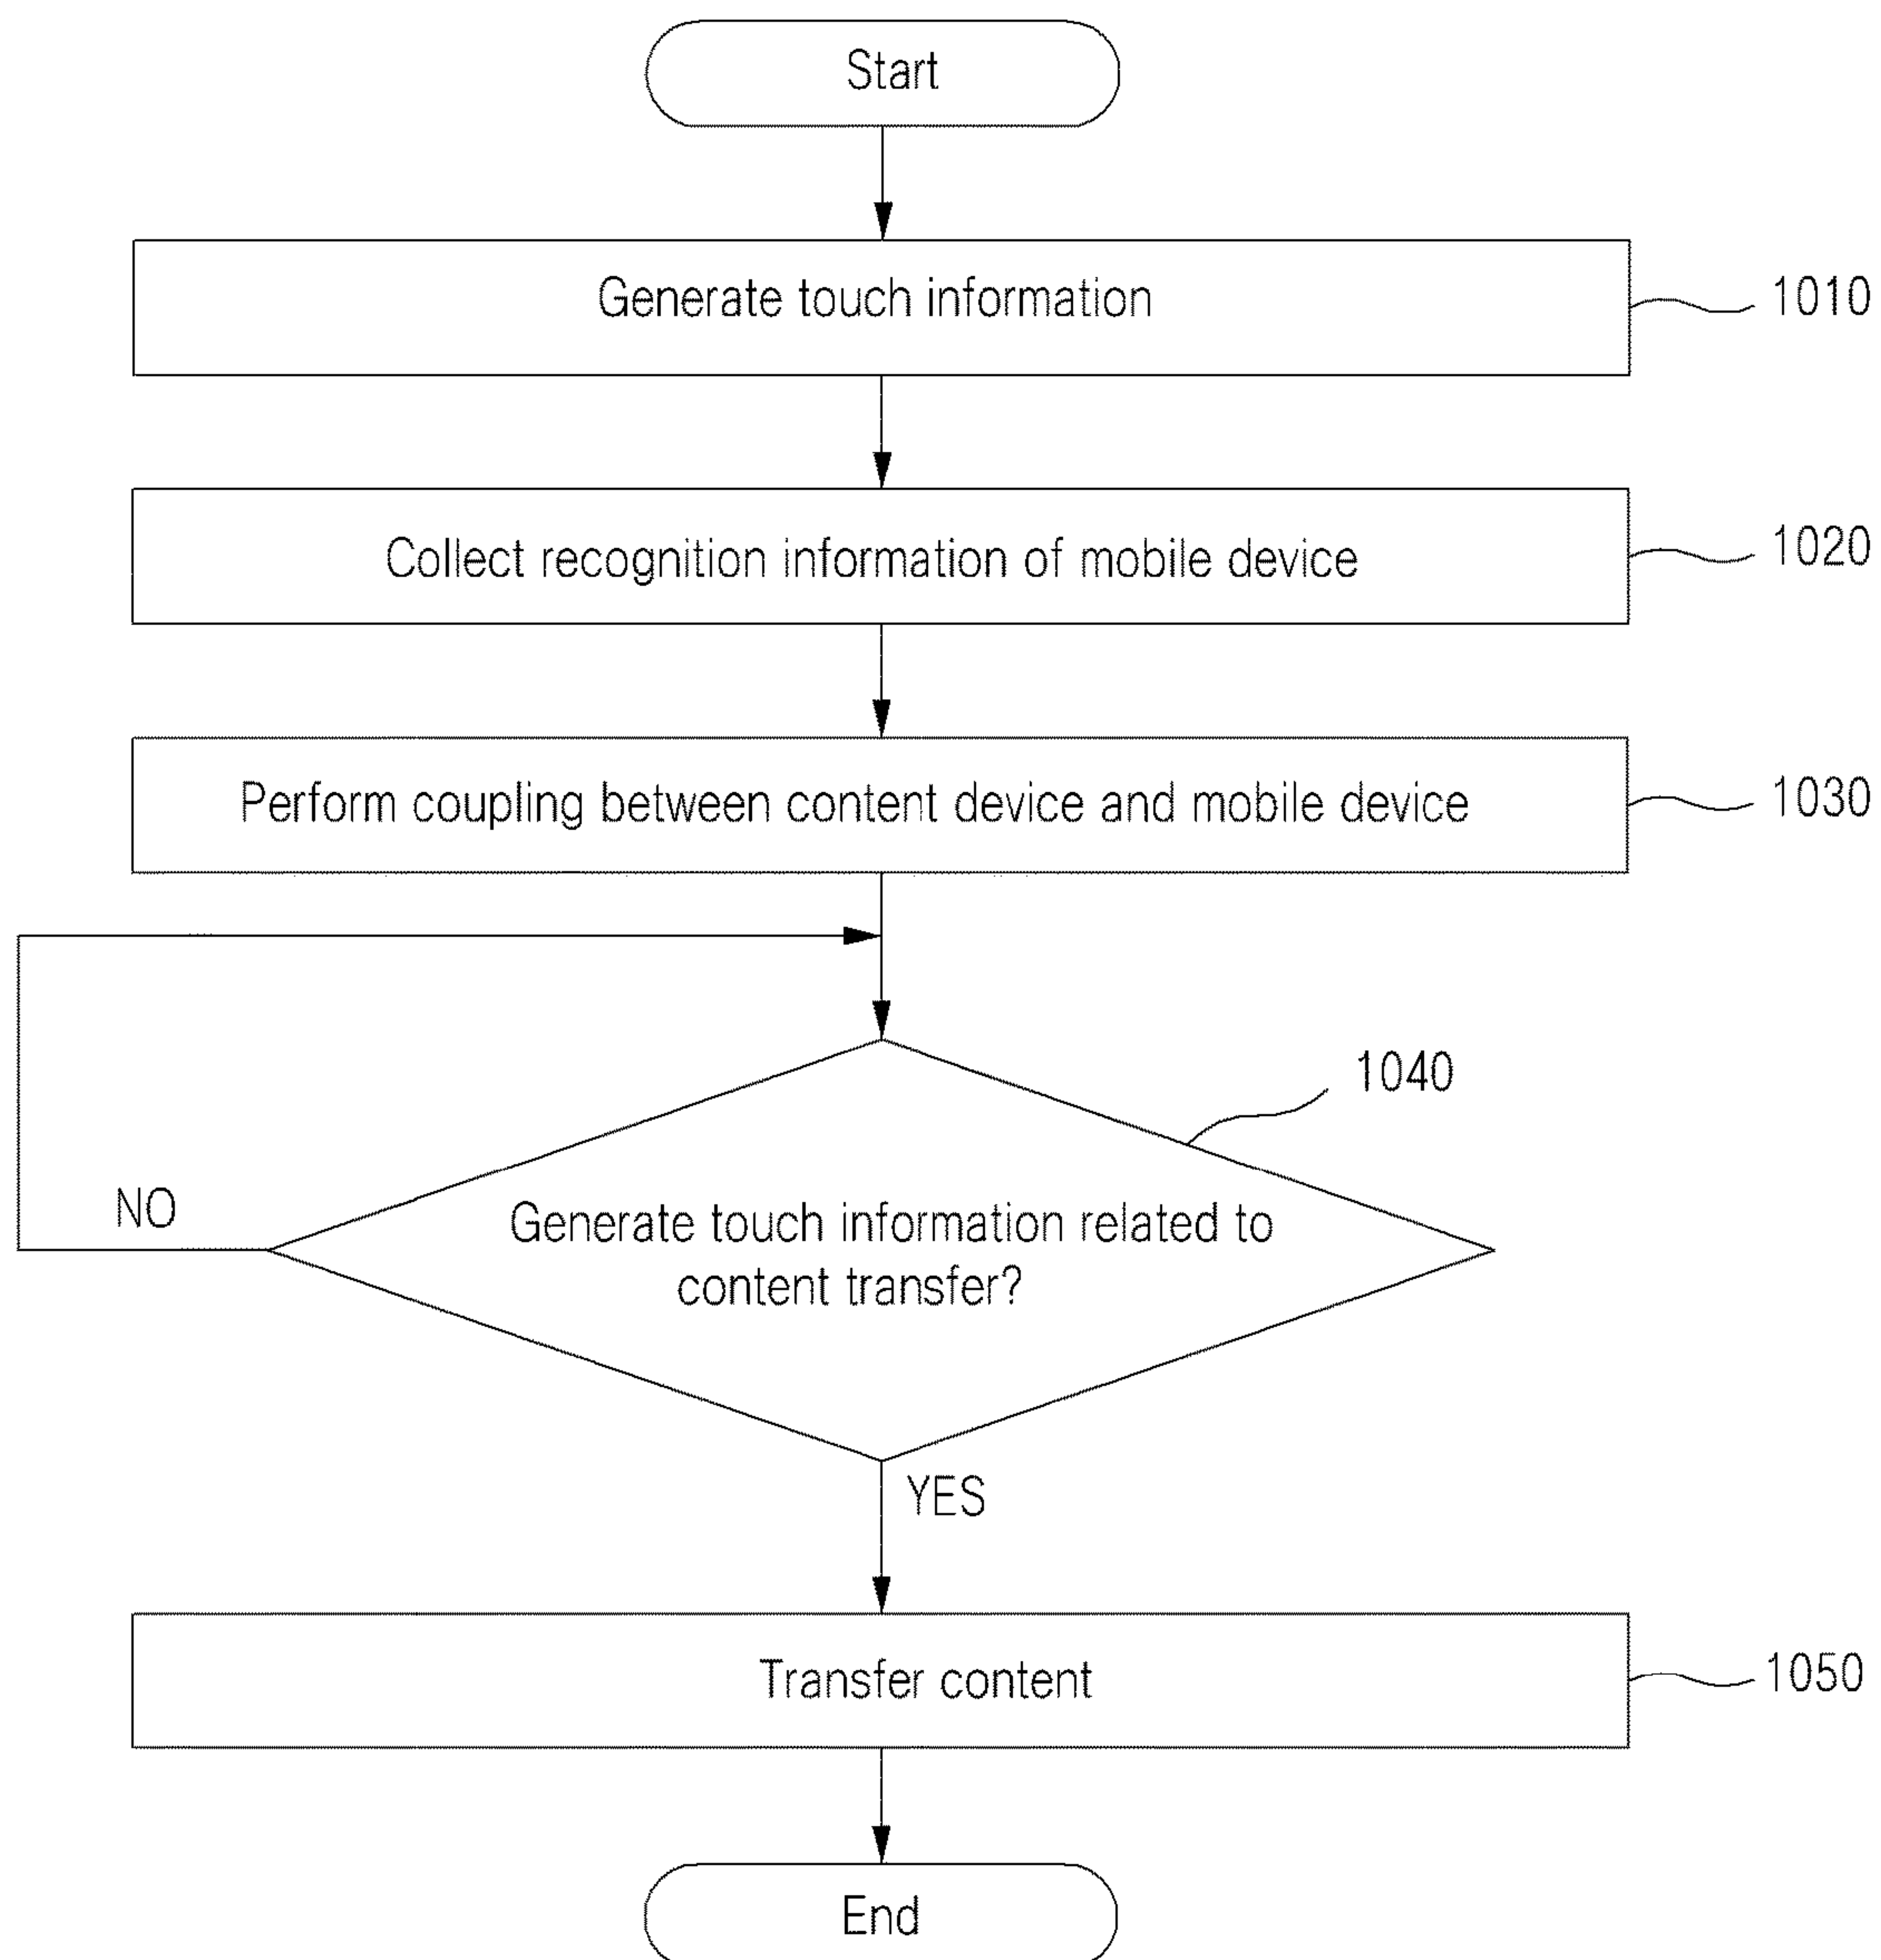 Start
Generate touch information
1010
Collect recognition information of mobile device
1020
Perform coupling between content device and mobile device
1030
1040
Generate touch information related to
content transfer?
NO
YES
Transfer content
1050
End